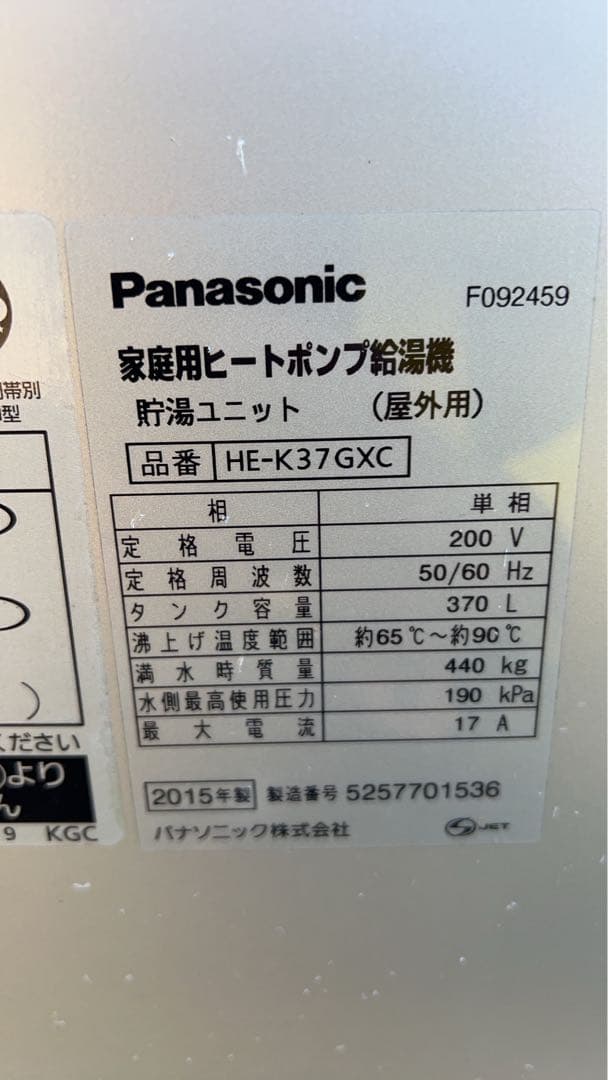 Panasonic
F092459
家庭用ヒートポンプ給湯機
貯湯ユニット (屋外用)
品番 HE-K37GXC
相 単相
定格電圧 200 V
定格周波数 50/60 Hz
タンク容量 370 L
沸上げ温度範囲 約65℃～約90℃
満水時質量 440 kg
水側最高使用圧力 190 kPa
最大電流 17 A
2015年製 製造番号 5257701536
パナソニック株式会社 JET
帯別
型
)
ください
より
ん
9 KGC